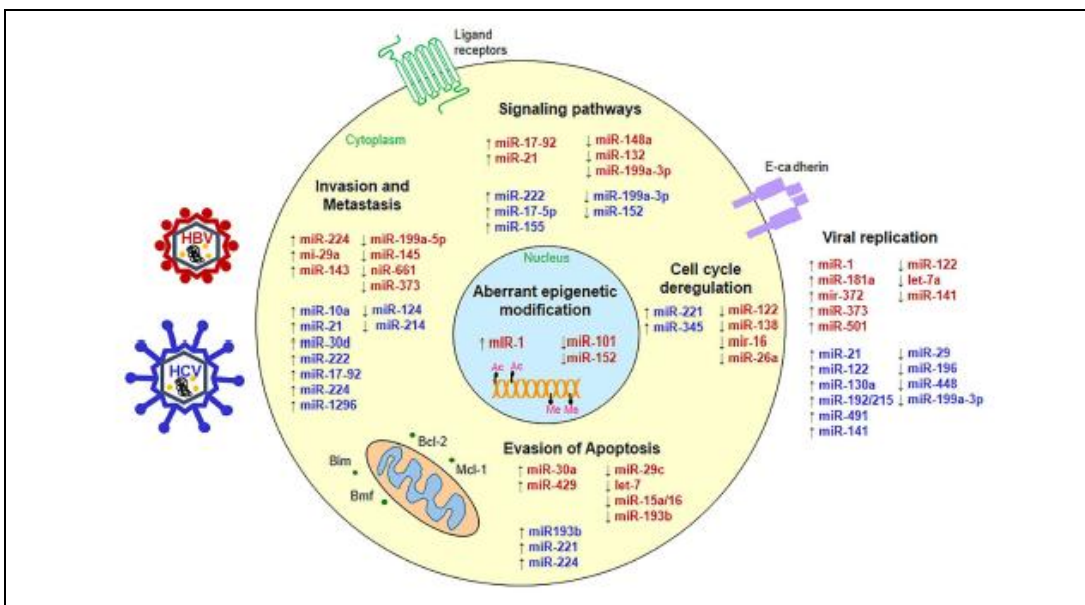 Ligand
receptors
Signaling pathways
Cytoplasm
↑ miR-17-92 ↓ miR-148a
↑ miR-21 ↓ miR-132
↓ miR-199a-3p
↑ miR-222 ↓ miR-199a-3p
↑ miR-17-5p ↓ miR-152
↑ miR-155
E-cadherin
Invasion and
Metastasis
↑ miR-224 ↓ miR-199a-5p
↑ mi-29a ↓ miR-145
↑ miR-143 ↓ niR-661
↓ miR-373
↑ miR-10a ↓ miR-124
↑ miR-21 ↓ miR-214
↑ miR-30d
↑ miR-222
↑ miR-17-92
↑ miR-224
↑ miR-1296
HBV
HCV
Nucleus
Aberrant epigenetic
modification
↑ miR-1 ↓miR-101
↓miR-152
Ac Ac
Me Me
Cell cycle
deregulation
↑ miR-221 ↓ miR-122
↑ miR-345 ↓ miR-138
↓ mir-16
↓ miR-26a
Viral replication
↑ miR-1 ↓ miR-122
↑ miR-181a ↓ let-7a
↑ mir-372 ↓ miR-141
↑ miR-373
↑ miR-501
↑ miR-21 ↓ miR-29
↑ miR-122 ↓ miR-196
↑ miR-130a ↓ miR-448
↑ miR-192/215 ↓ miR-199a-3p
↑ miR-491
↑ miR-141
Bcl-2
Mcl-1
Bim
Bmf
Evasion of Apoptosis
↑ miR-30a ↓ miR-29c
↑ miR-429 ↓ let-7
↓ miR-15a/16
↓ miR-193b
↑ miR193b
↑ miR-221
↑ miR-224